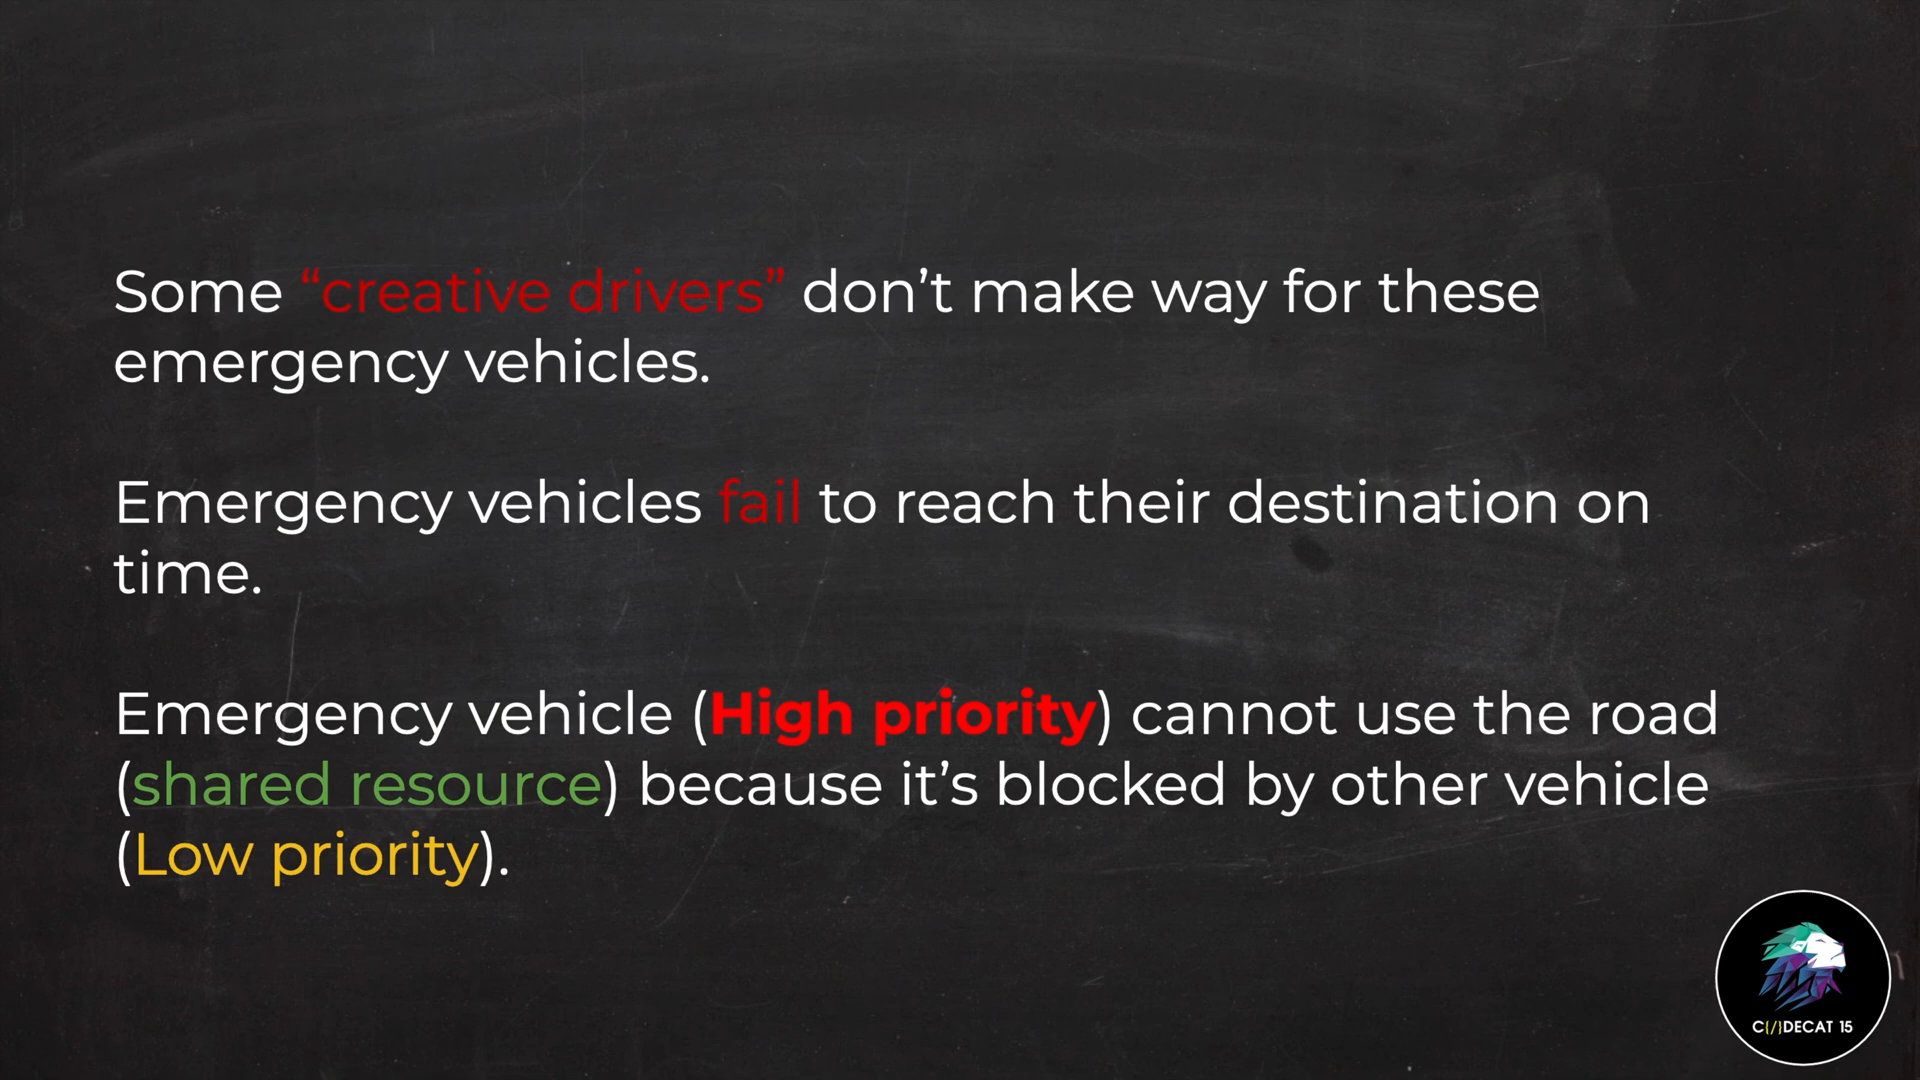 Some “creative drivers” don’t make way for these
emergency vehicles.
Emergency vehicles fail to reach their destination on
time.
Emergency vehicle (High priority) cannot use the road
(shared resource) because it’s blocked by other vehicle
(Low priority).
C{/}DECAT 15